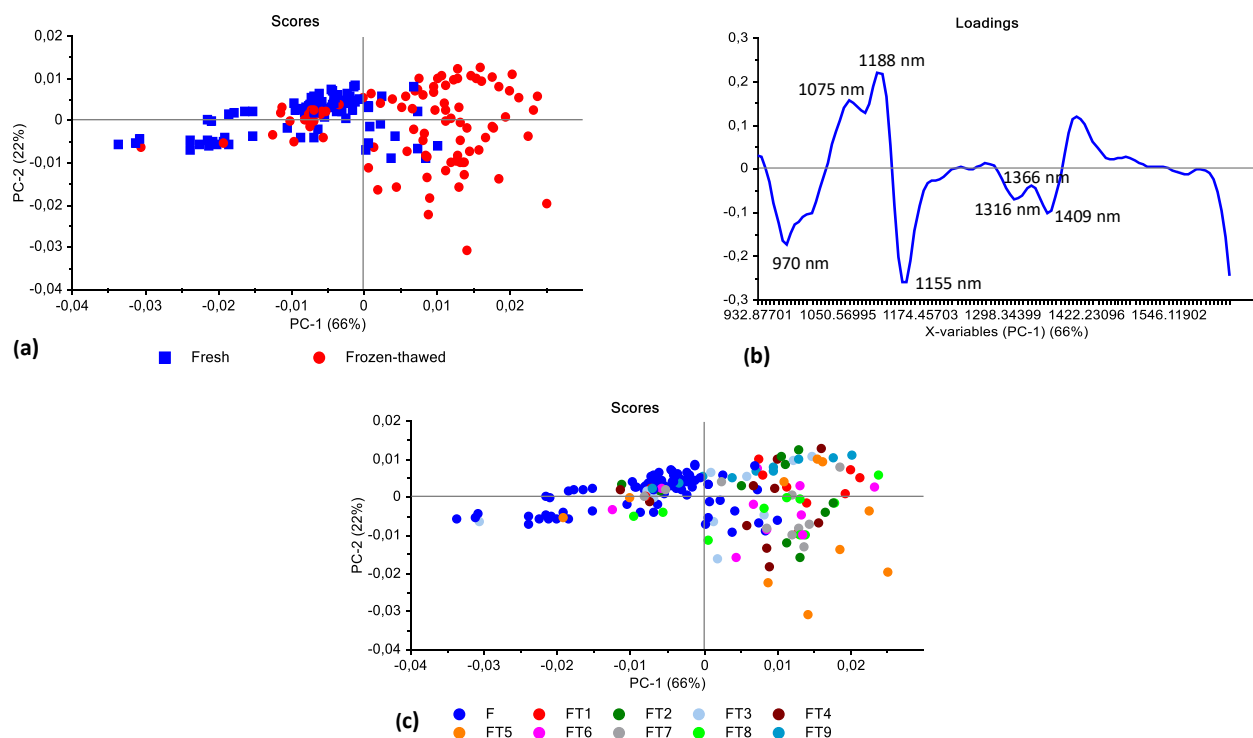 Scores
0,02
0,01
0
-0,01
-0,02
-0,03
-0,04
PC-2 (22%)
-0,04 -0,03 -0,02 -0,01 0 0,01 0,02
PC-1 (66%)
(a)
Fresh Frozen-thawed
Loadings
0,3
0,2
0,1
0
-0,1
-0,2
-0,3
1188 nm
1075 nm
1366 nm
1316 nm
1409 nm
970 nm
1155 nm
932.87701 1050.56995 1174.45703 1298.34399 1422.23096 1546.11902
X-variables (PC-1) (66%)
(b)
Scores
0,02
0,01
0
-0,01
-0,02
-0,03
-0,04
PC-2 (22%)
-0,04 -0,03 -0,02 -0,01 0 0,01 0,02
PC-1 (66%)
(c)
F FT1 FT2 FT3 FT4
FT5 FT6 FT7 FT8 FT9